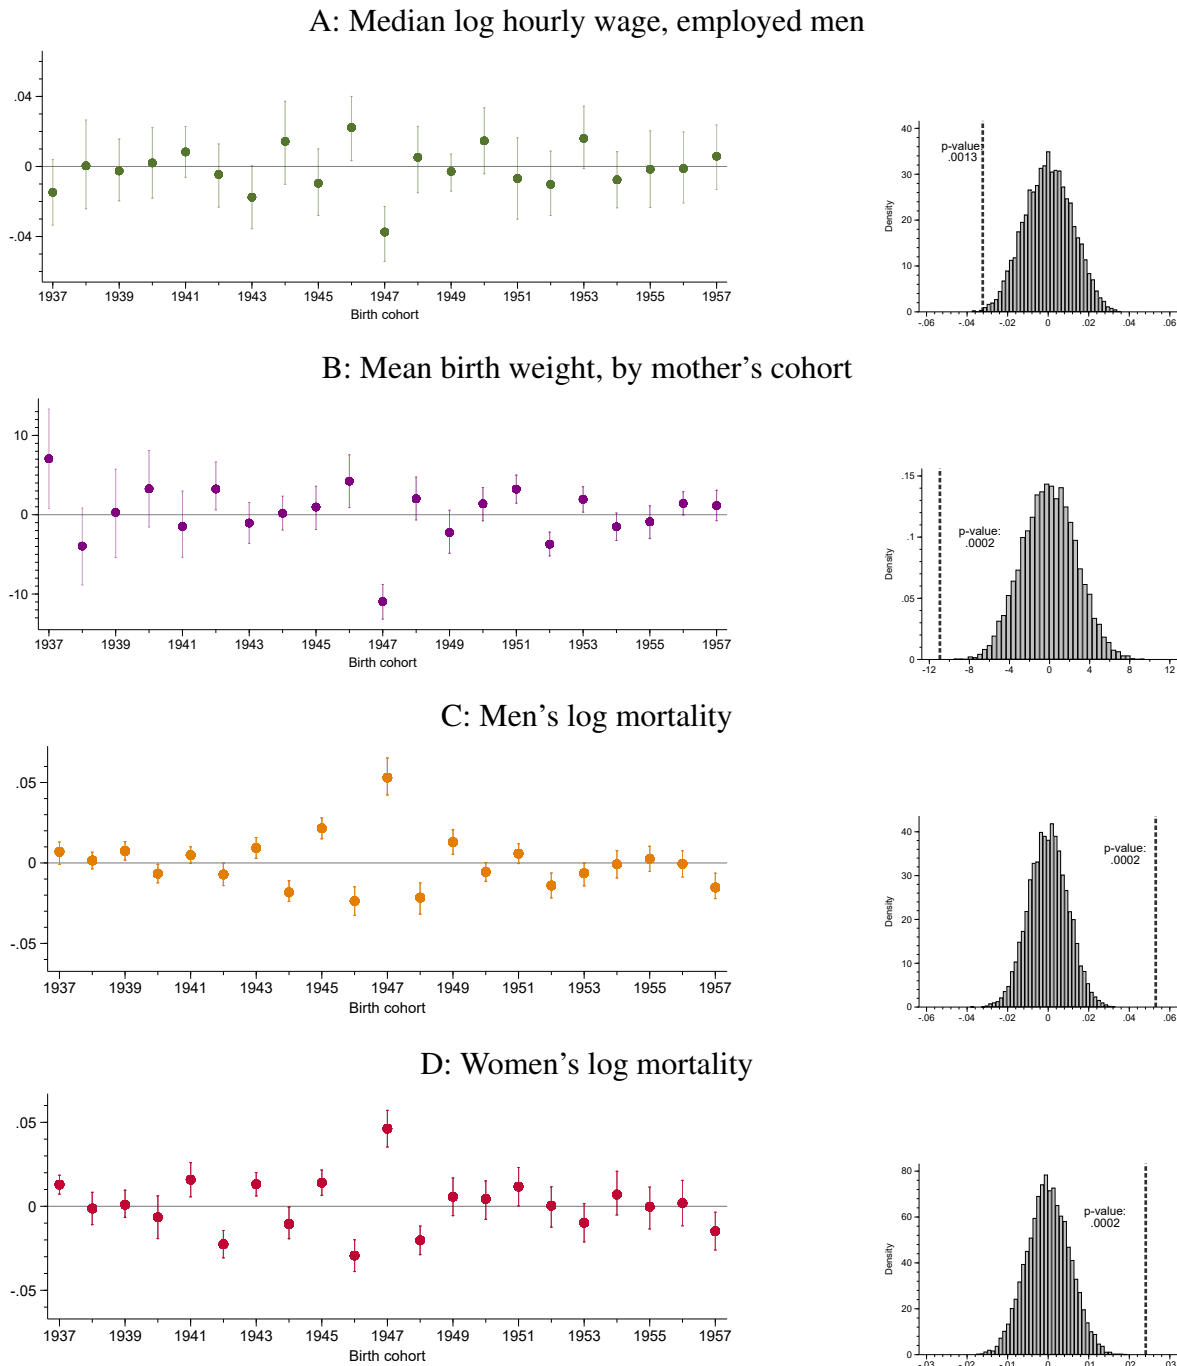 A: Median log hourly wage, employed men
.04
0
-.04
1937 1939 1941 1943 1945 1947 1949 1951 1953 1955 1957
Birth cohort
40
30
20
10
0
Density
p-value:
.0013
-.06 -.04 -.02 0 .02 .04 .06
B: Mean birth weight, by mother's cohort
10
0
-10
1937 1939 1941 1943 1945 1947 1949 1951 1953 1955 1957
Birth cohort
.15
.1
.05
0
Density
p-value:
.0002
-12 -8 -4 0 4 8 12
C: Men's log mortality
.05
0
-.05
1937 1939 1941 1943 1945 1947 1949 1951 1953 1955 1957
Birth cohort
40
30
20
10
0
Density
p-value:
.0002
-.06 -.04 -.02 0 .02 .04 .06
D: Women's log mortality
.05
0
-.05
1937 1939 1941 1943 1945 1947 1949 1951 1953 1955 1957
Birth cohort
80
60
40
20
0
Density
p-value:
.0002
-.03 -.02 -.01 0 .01 .02 .03